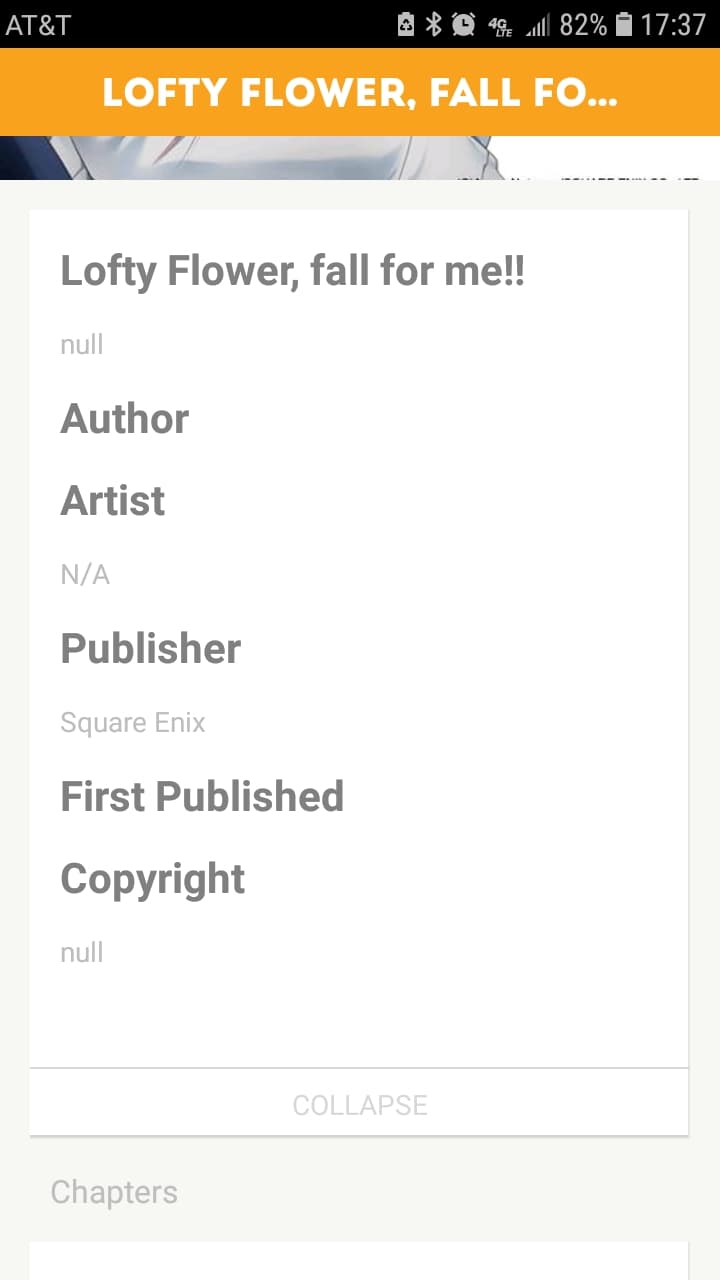 AT&T 4G LTE 82% 17:37
LOFTY FLOWER, FALL FO...
Lofty Flower, fall for me!!
null
Author
Artist
N/A
Publisher
Square Enix
First Published
Copyright
null
COLLAPSE
Chapters